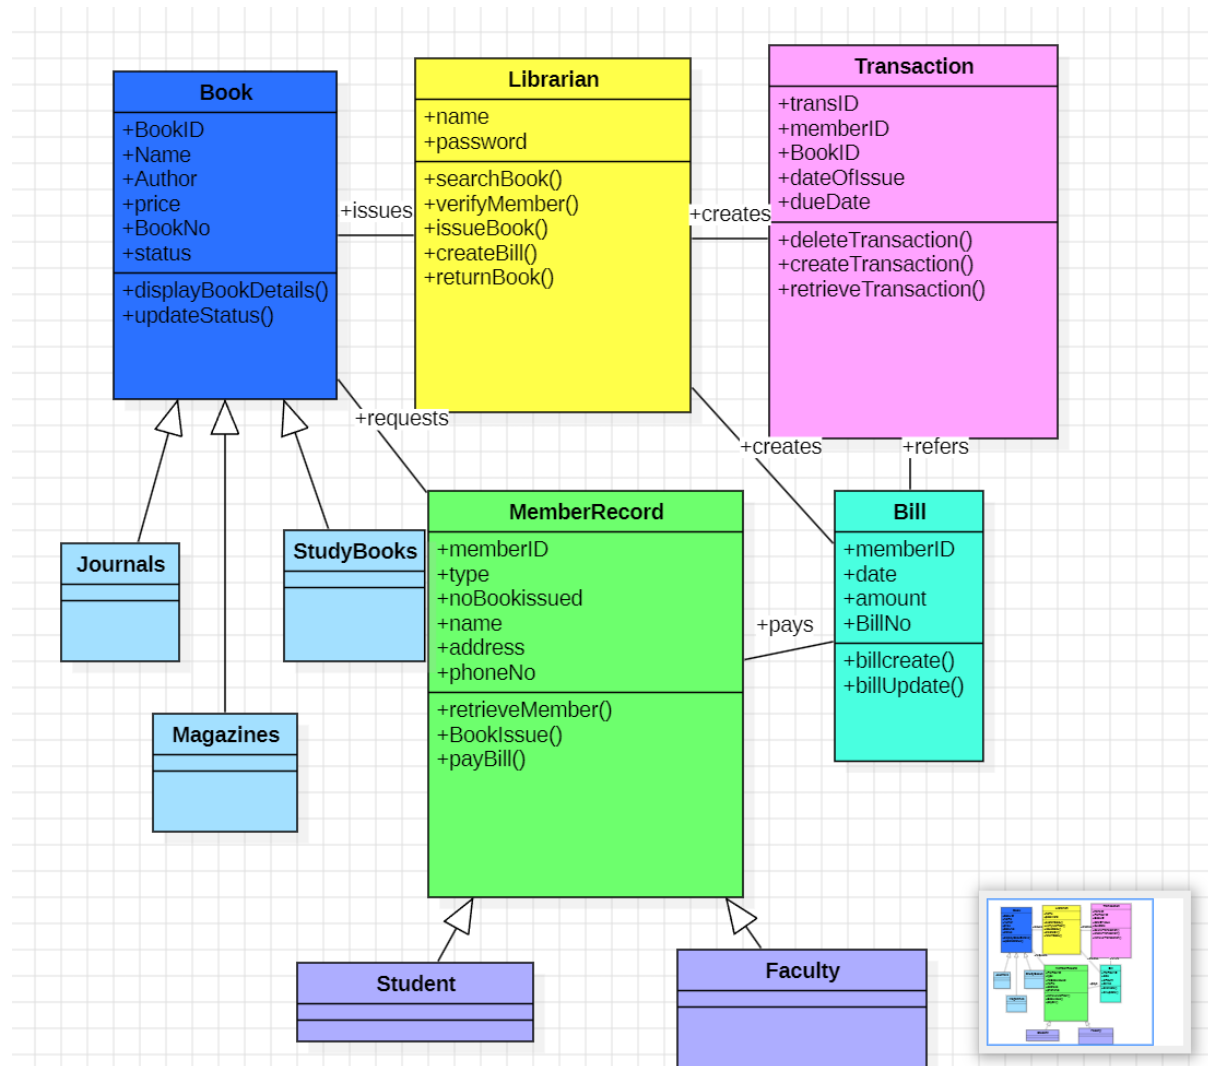 Book
+BookID
+Name
+Author
+price
+BookNo
+status
+displayBookDetails()
+updateStatus()
+issues
Librarian
+name
+password
+searchBook()
+verifyMember()
+issueBook()
+createBill()
+returnBook()
+creates
Transaction
+transID
+memberID
+BookID
+dateOfIssue
+dueDate
+deleteTransaction()
+createTransaction()
+retrieveTransaction()
+requests
+creates
+refers
Journals
StudyBooks
Magazines
MemberRecord
+memberID
+type
+noBookissued
+name
+address
+phoneNo
+retrieveMember()
+BookIssue()
+payBill()
+pays
Bill
+memberID
+date
+amount
+BillNo
+billcreate()
+billUpdate()
Student
Faculty